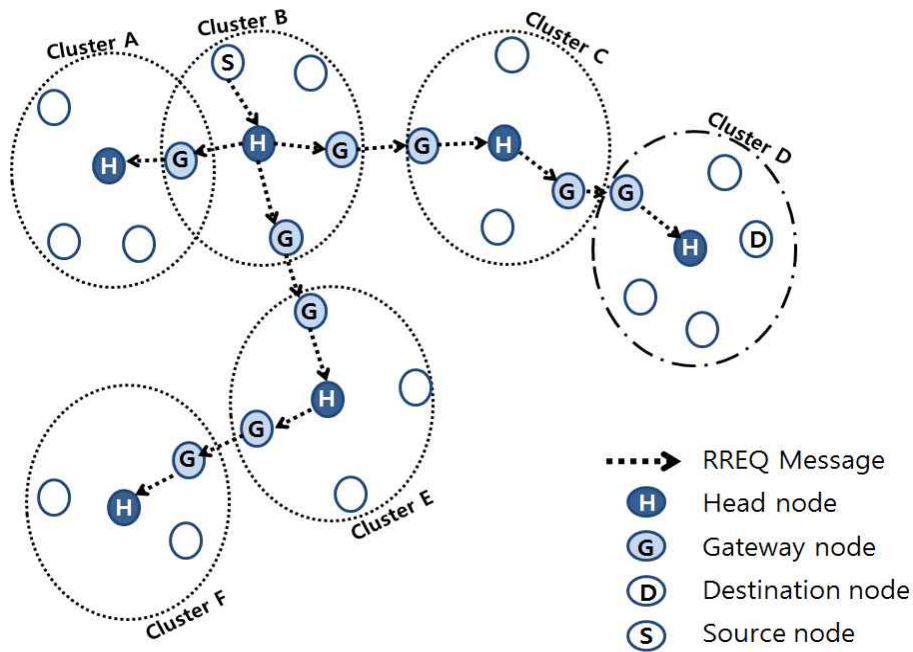 Cluster A
Cluster B
Cluster C
S
H
G
H
G
G
H
Cluster D
G
G
D
H
G
G
H
G
G
H
Cluster E
Cluster F
RREQ Message
H Head node
G Gateway node
D Destination node
S Source node